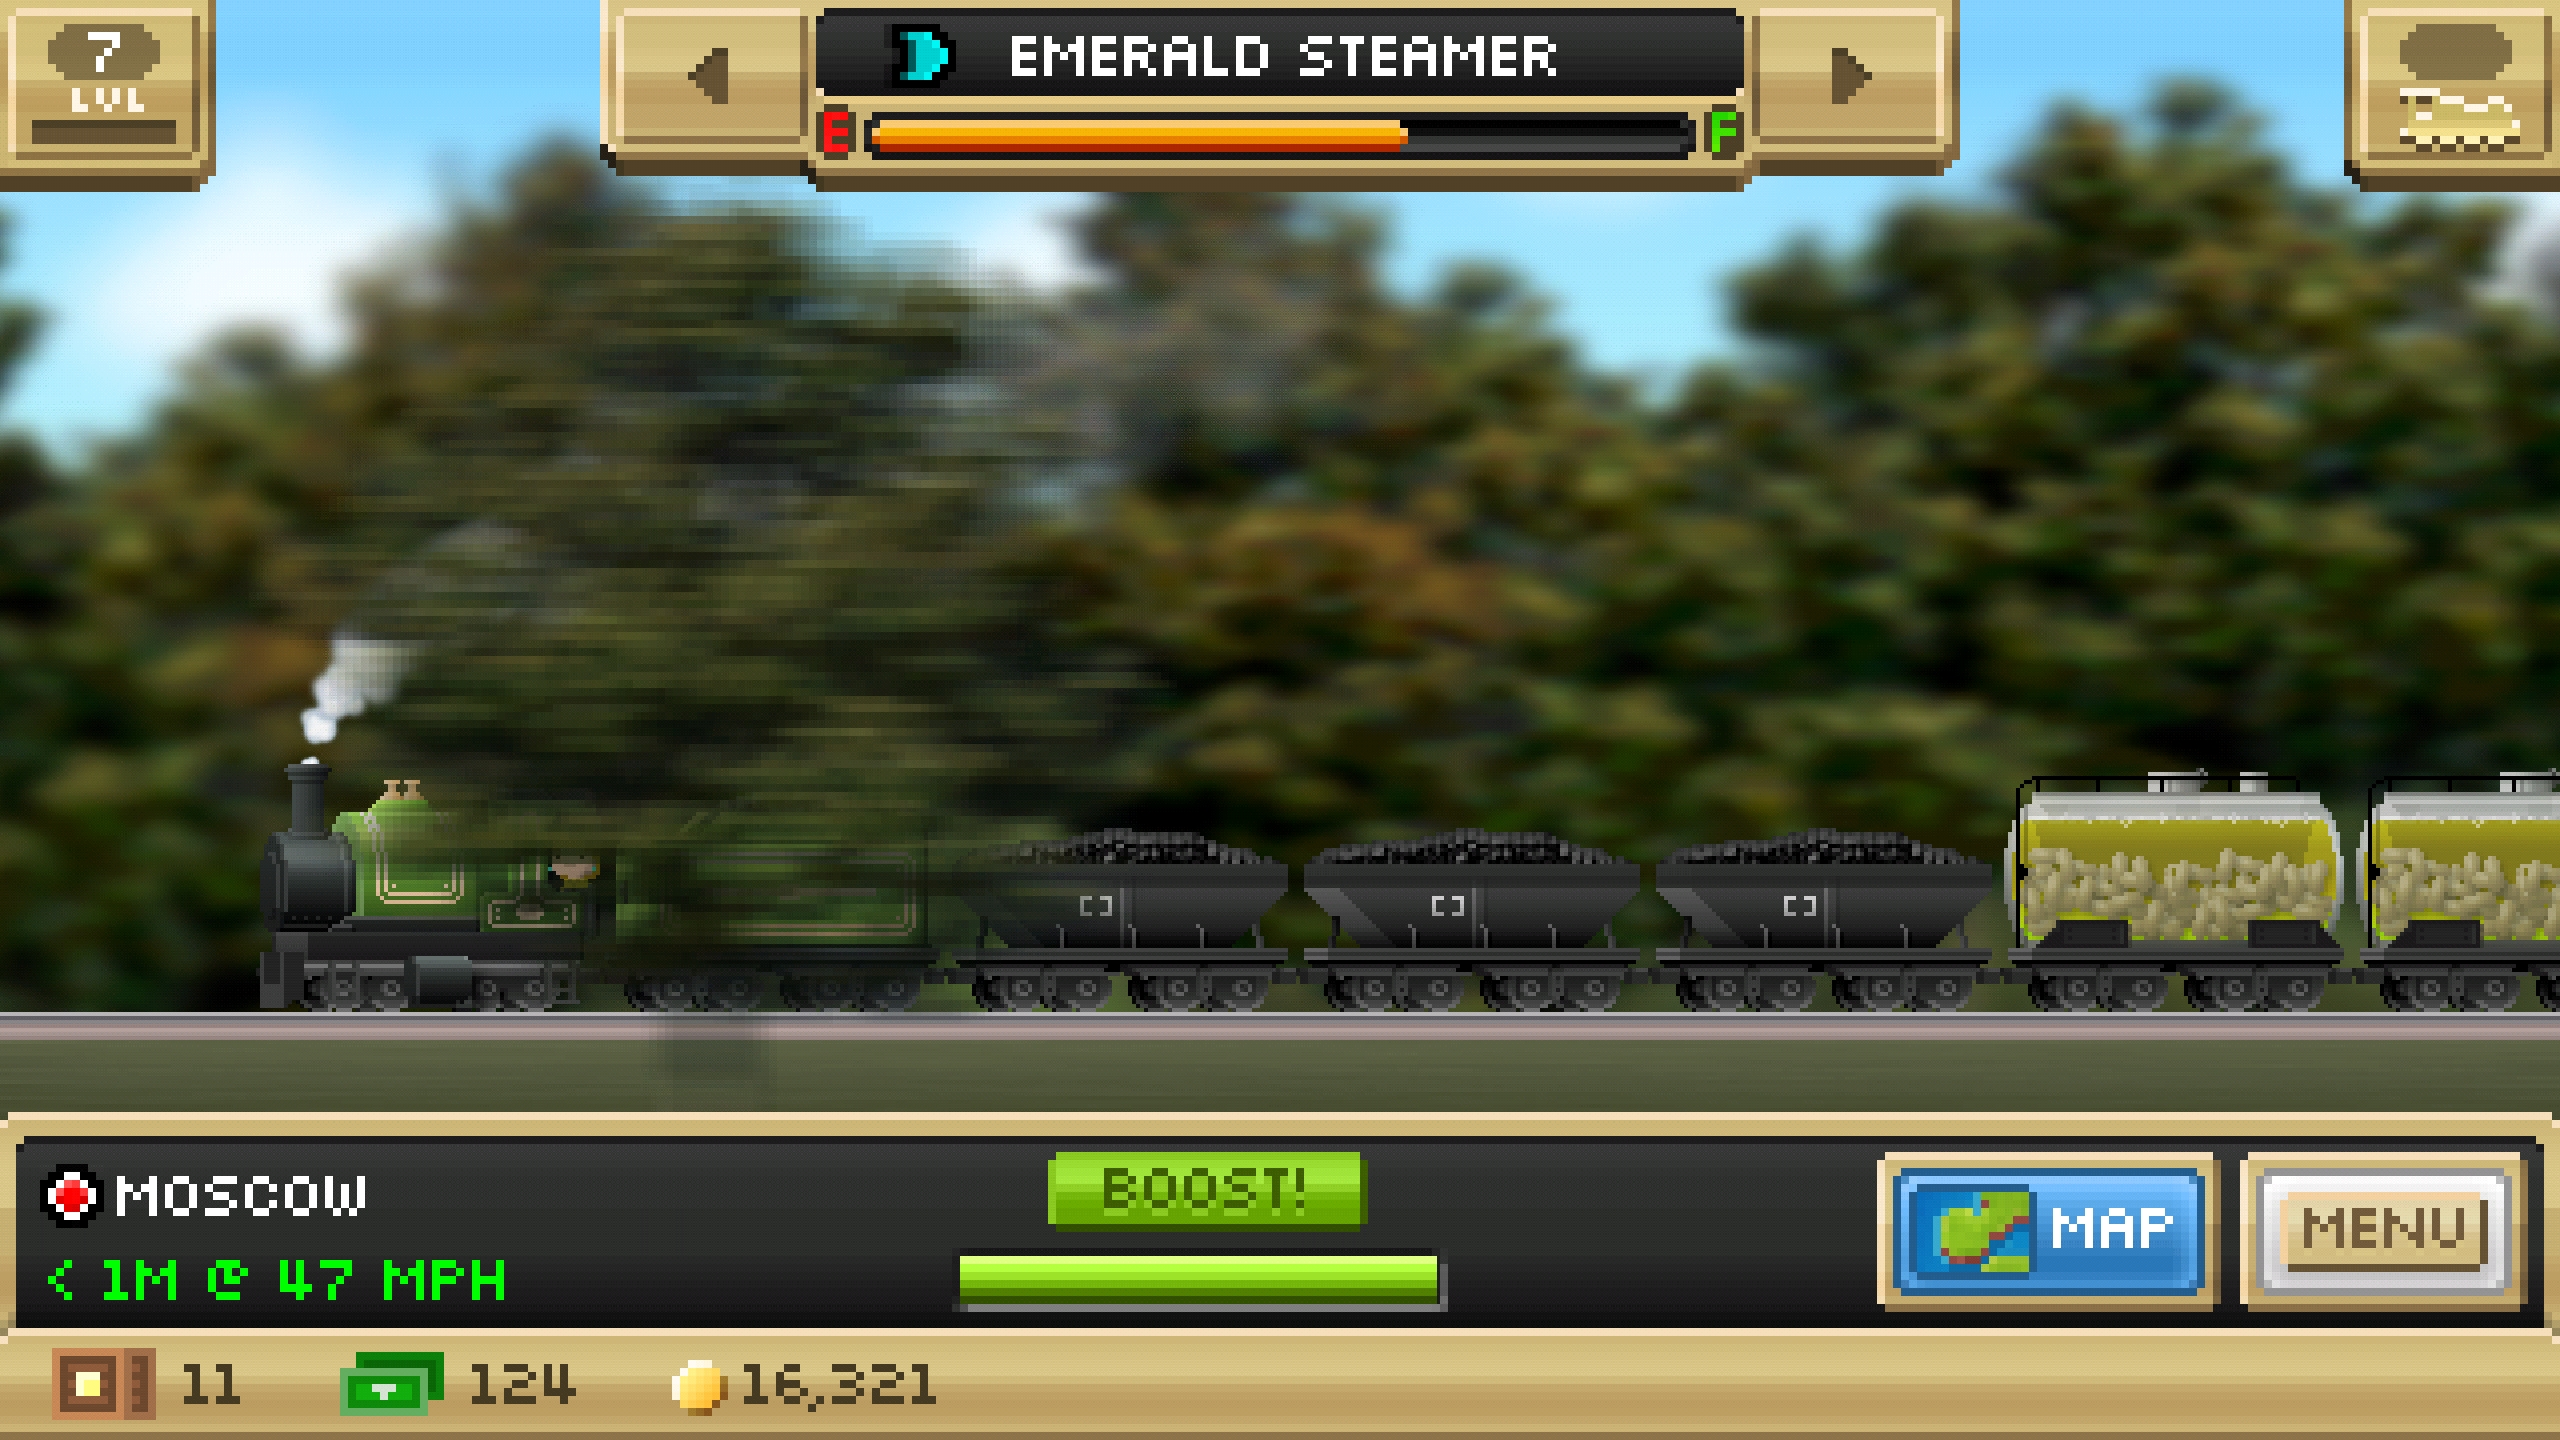 7
LVL
EMERALD STEAMER
E F
MOSCOW
< 1M @ 47 MPH
BOOST!
MAP
MENU
11
124
16,321